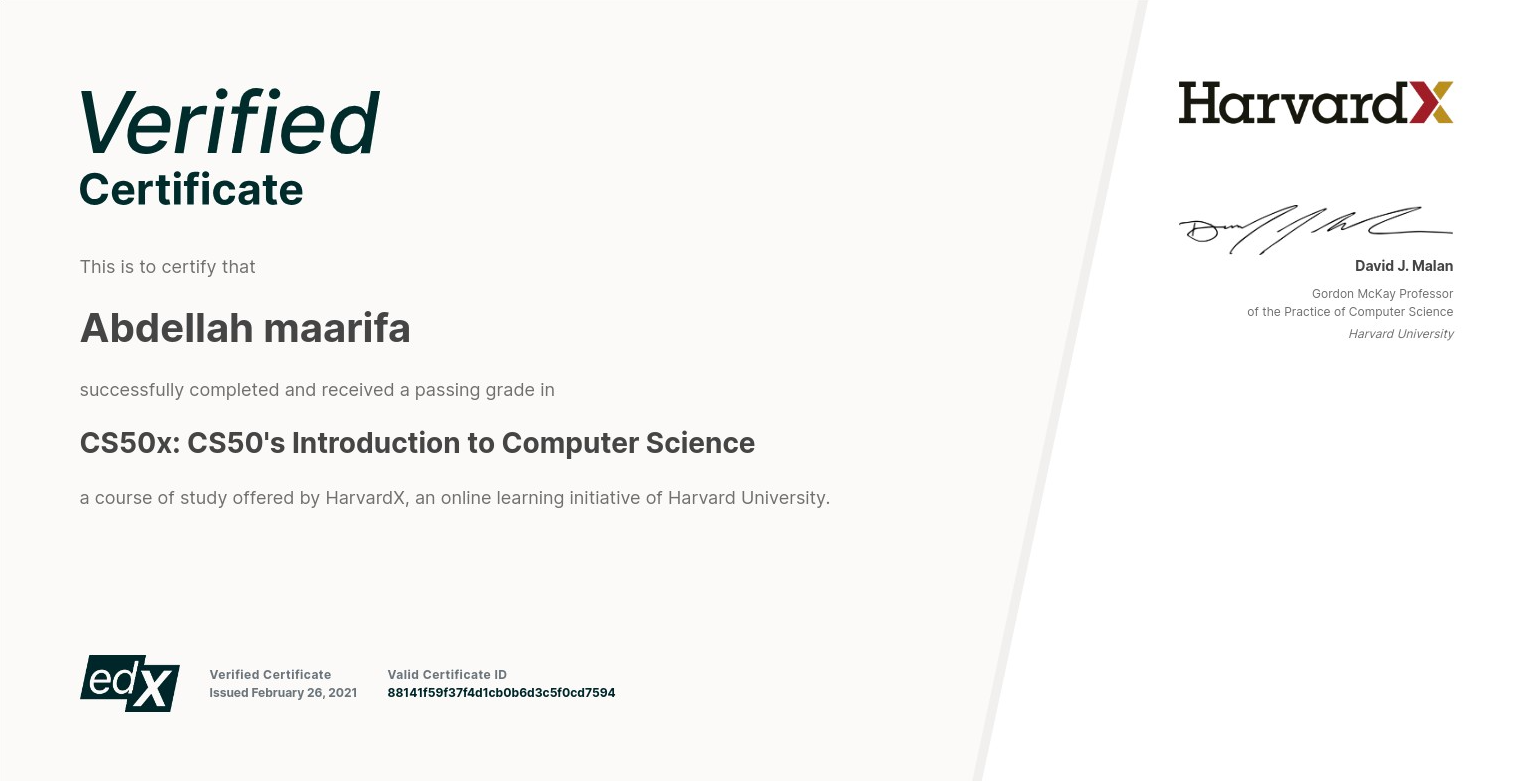 Verified
Certificate
This is to certify that
Abdellah maarifa
successfully completed and received a passing grade in
CS50x: CS50's Introduction to Computer Science
a course of study offered by HarvardX, an online learning initiative of Harvard University.
edX
Verified Certificate
Issued February 26, 2021
Valid Certificate ID
88141f59f37f4d1cb0b6d3c5f0cd7594
HarvardX
David J. Malan
Gordon McKay Professor
of the Practice of Computer Science
Harvard University